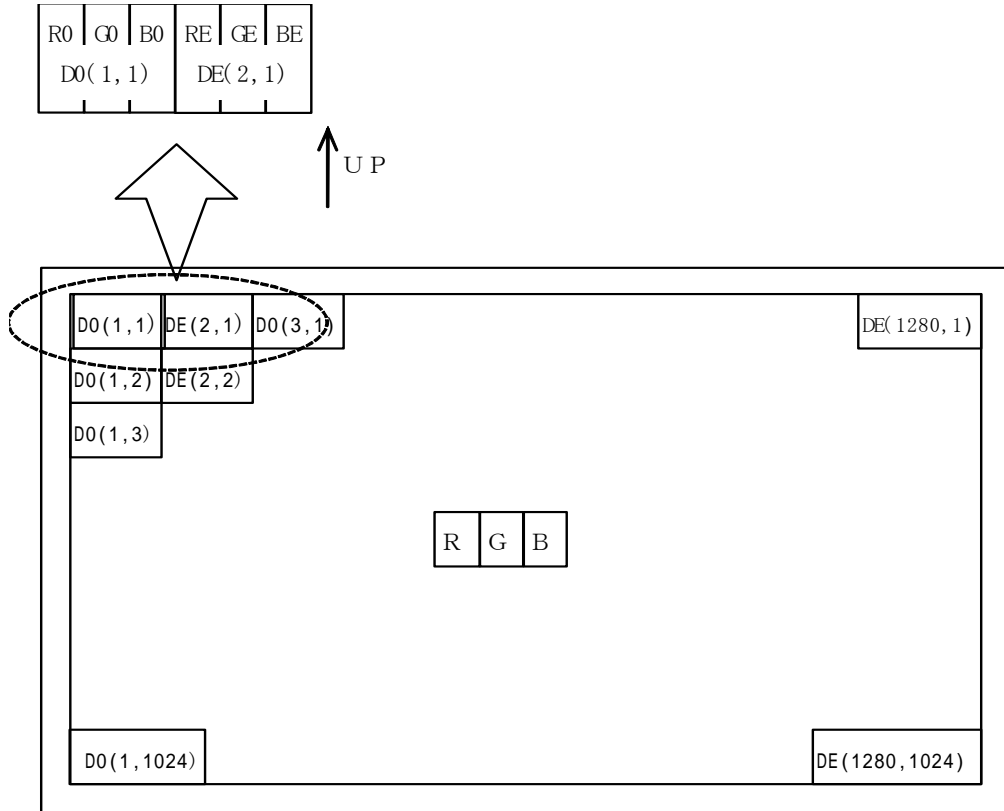 R0 G0 B0 RE GE BE
D0(1,1) DE(2,1)
UP
D0(1,1) DE(2,1) D0(3,1) DE(1280,1)
D0(1,2) DE(2,2)
D0(1,3)
R G B
D0(1,1024) DE(1280,1024)